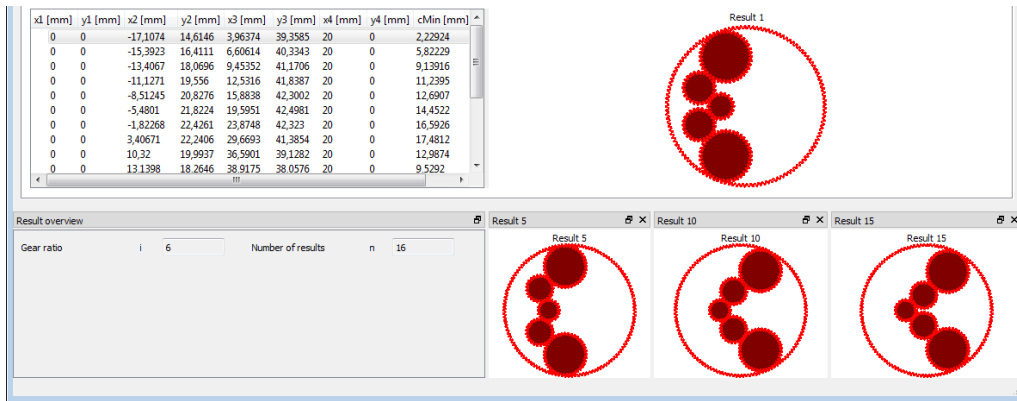 x1 [mm] y1 [mm] x2 [mm] y2 [mm] x3 [mm] y3 [mm] x4 [mm] y4 [mm] cMin [mm]
0 0 -17,1074 14,6146 3,96374 39,3585 20 0 2,22924
0 0 -15,3923 16,4111 6,60614 40,3343 20 0 5,82229
0 0 -13,4067 18,0696 9,45352 41,1706 20 0 9,13916
0 0 -11,1271 19,556 12,5316 41,8387 20 0 11,2395
0 0 -8,51245 20,8276 15,8838 42,3002 20 0 12,6907
0 0 -5,4801 21,8224 19,5951 42,4981 20 0 14,4522
0 0 -1,82268 22,4261 23,8748 42,323 20 0 16,5926
0 0 3,40671 22,2406 29,6693 41,3854 20 0 17,4812
0 0 10,32 19,9937 36,5901 39,1282 20 0 12,9874
0 0 13,1398 18,2646 38,9175 38,0576 20 0 9,5292
Result 1
Result overview
Gear ratio i 6 Number of results n 16
Result 5
Result 5
Result 10
Result 10
Result 15
Result 15